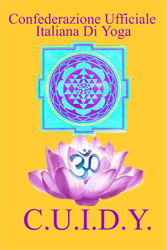 Confederazione Ufficiale
Italiana Di Yoga
ॐ
C.U.I.D.Y.